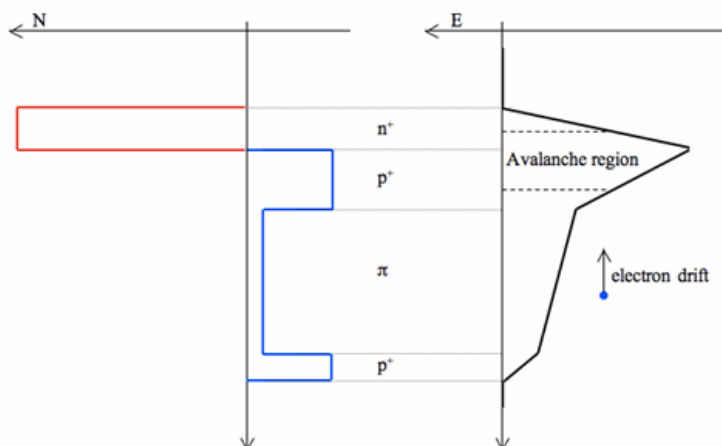 N
E
n⁺
p⁺
Avalanche region
π
electron drift
p⁺